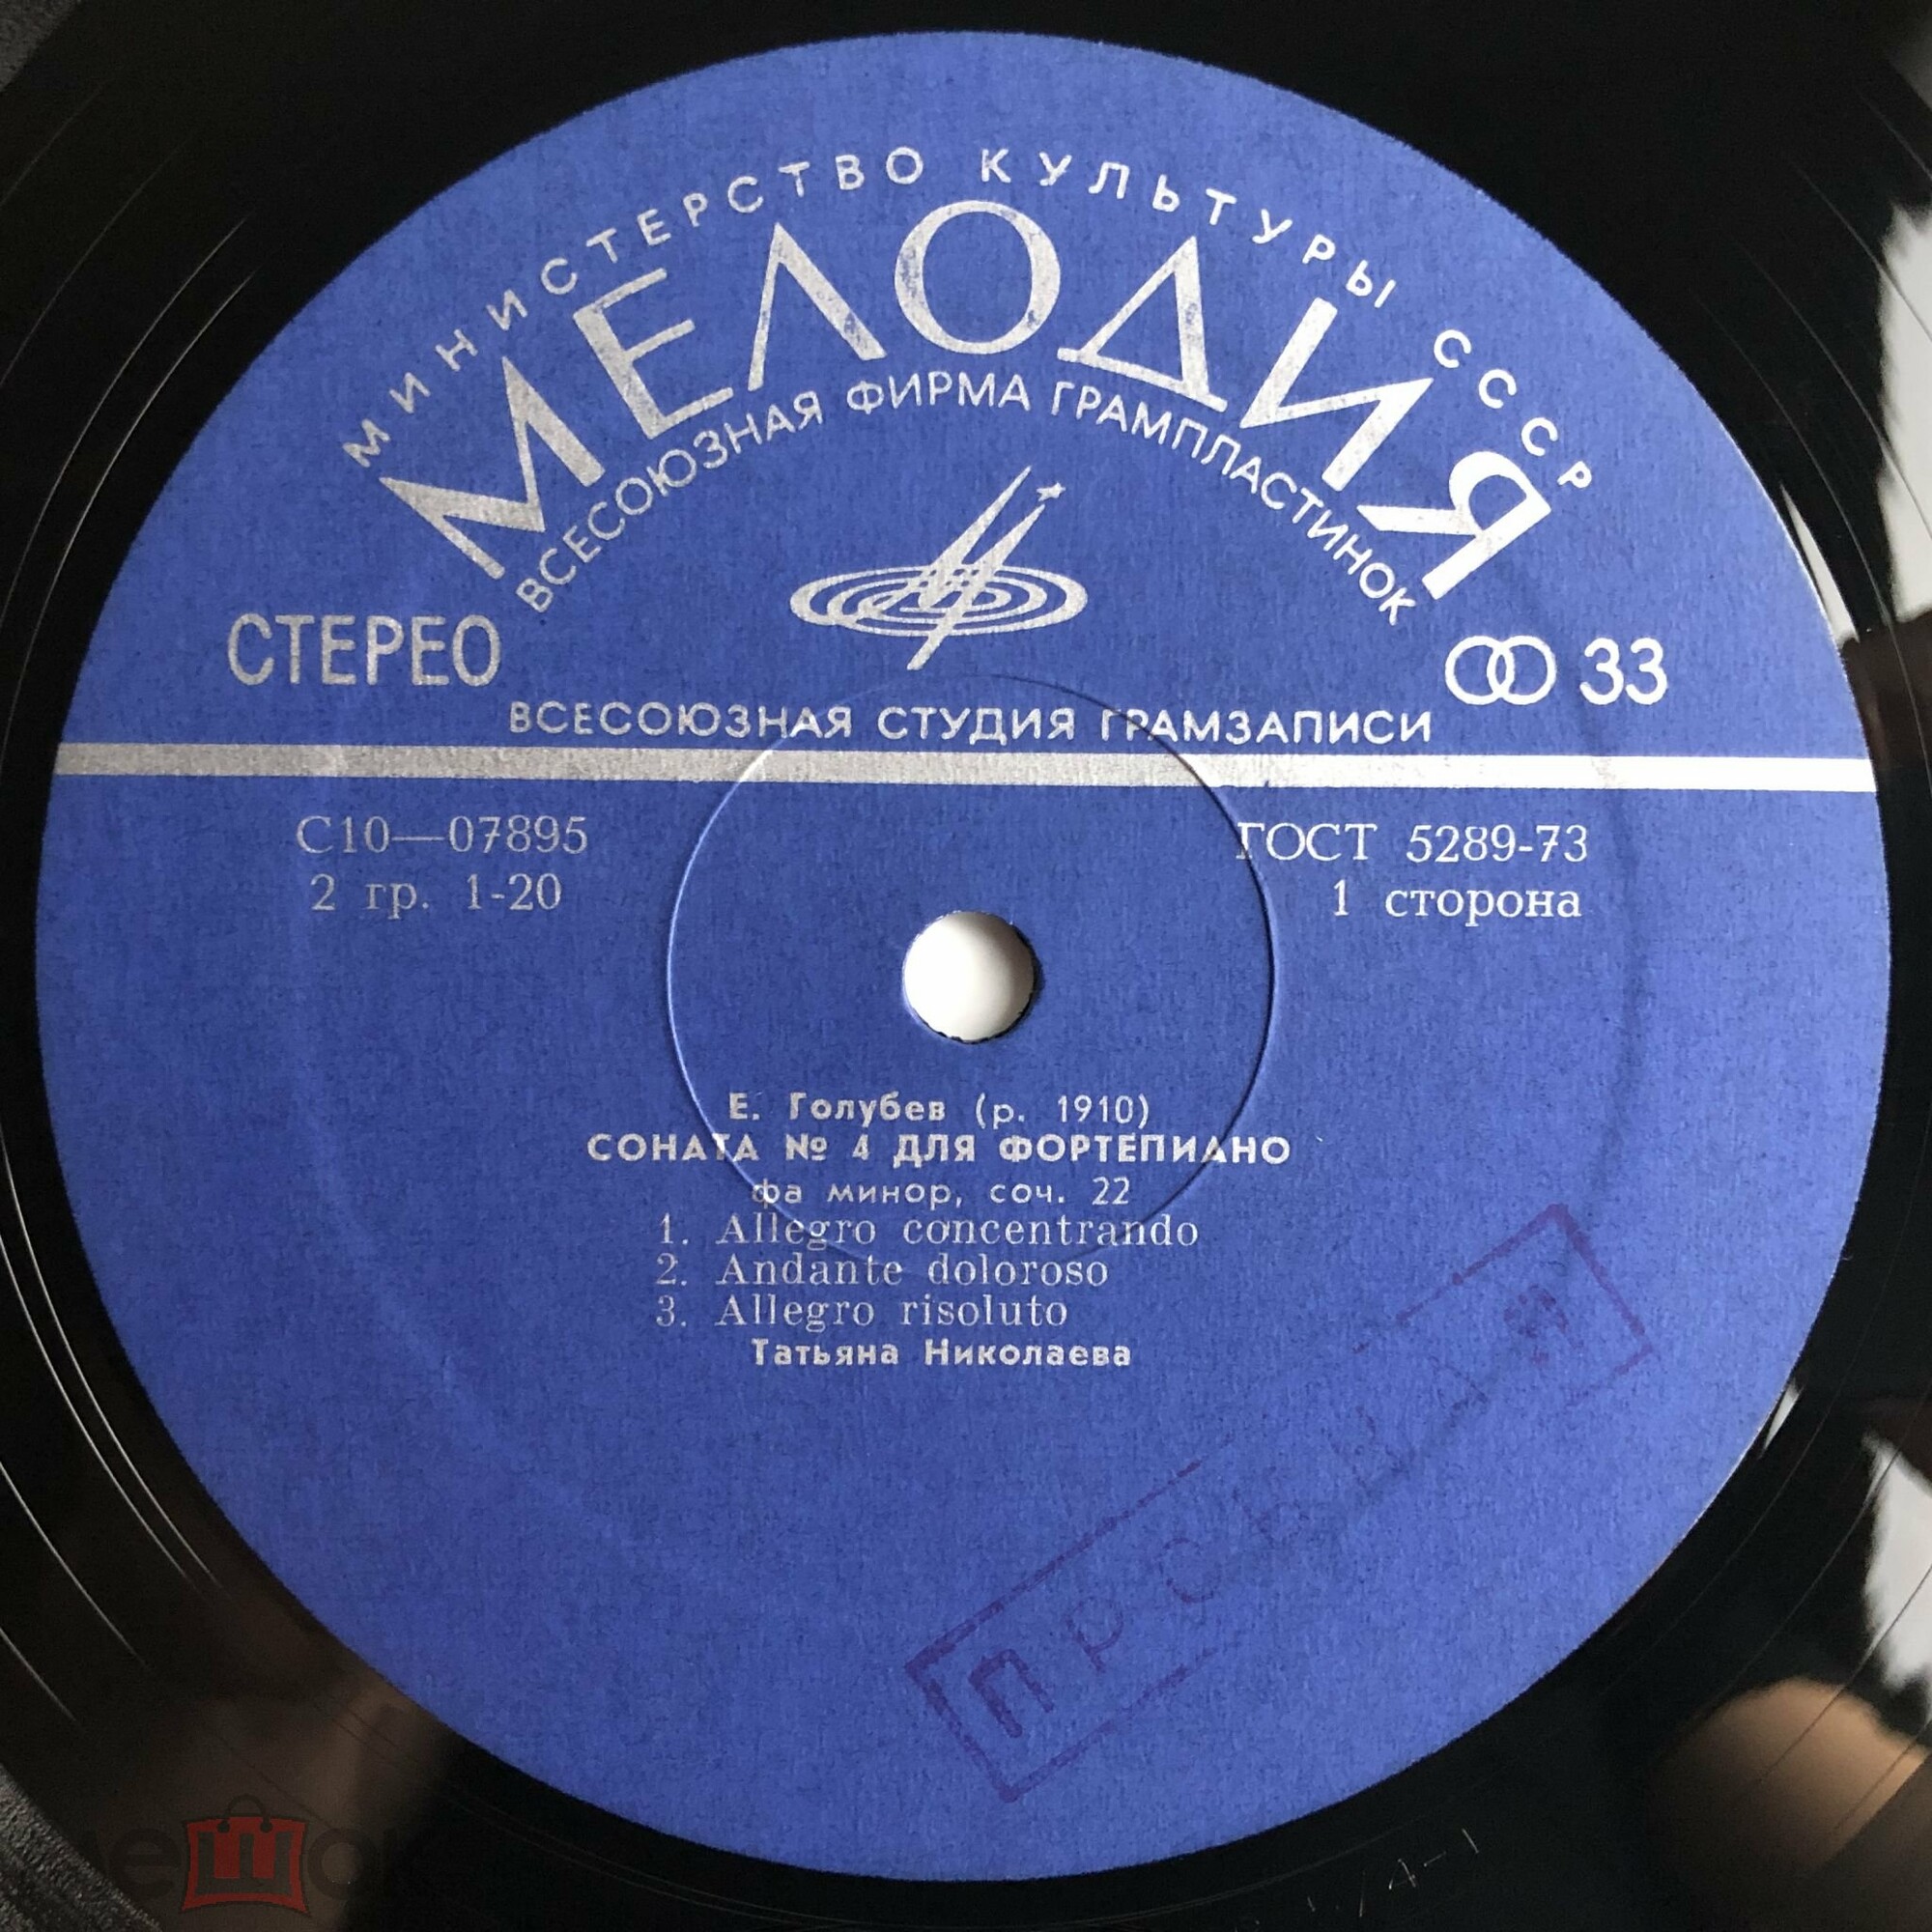 МИНИСТЕРСТВО КУЛЬТУРЫ СССР
МЕЛОДИЯ
ВСЕСОЮЗНАЯ ФИРМА ГРАМПЛАСТИНОК
СТЕРЕО
33
ВСЕСОЮЗНАЯ СТУДИЯ ГРАМЗАПИСИ
С10—07895
ГОСТ 5289-73
2 гр. 1-20
1 сторона
Е. Голубев (р. 1910)
СОНАТА № 4 ДЛЯ ФОРТЕПИАНО
фа минор, соч. 22
1. Allegro concentrando
2. Andante doloroso
3. Allegro risoluto
Татьяна Николаева